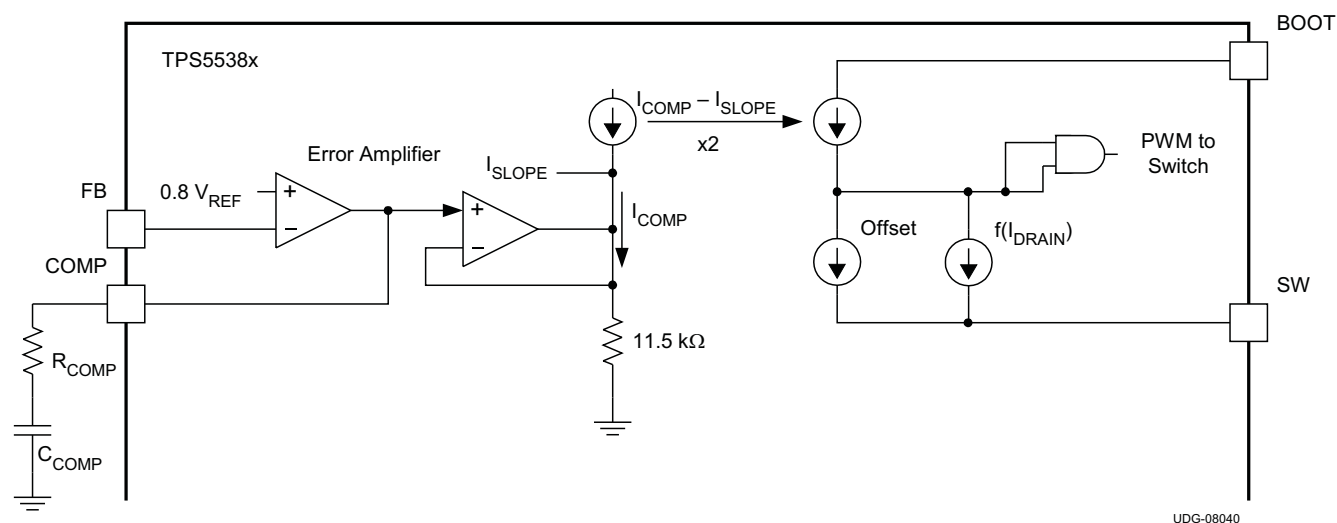 BOOT
TPS5538x
I_COMP – I_SLOPE
x2
Error Amplifier
PWM to
Switch
I_SLOPE
FB
0.8 V_REF
+
–
+
–
I_COMP
Offset
f(I_DRAIN)
COMP
SW
11.5 kΩ
R_COMP
C_COMP
UDG-08040